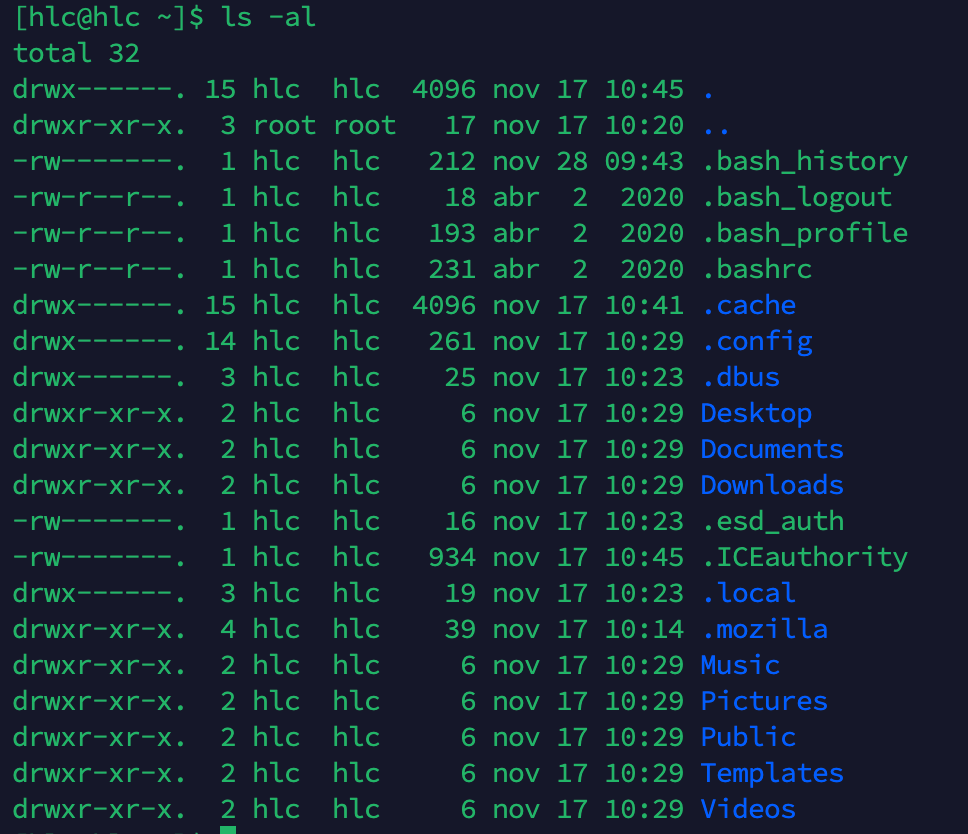 [hlc@hlc ~]$ ls -al
total 32
drwx------. 15 hlc  hlc  4096 nov 17 10:45 .
drwxr-xr-x.  3 root root   17 nov 17 10:20 ..
-rw-------.  1 hlc  hlc   212 nov 28 09:43 .bash_history
-rw-r--r--.  1 hlc  hlc    18 abr  2  2020 .bash_logout
-rw-r--r--.  1 hlc  hlc   193 abr  2  2020 .bash_profile
-rw-r--r--.  1 hlc  hlc   231 abr  2  2020 .bashrc
drwx------. 15 hlc  hlc  4096 nov 17 10:41 .cache
drwx------. 14 hlc  hlc   261 nov 17 10:29 .config
drwx------.  3 hlc  hlc    25 nov 17 10:23 .dbus
drwxr-xr-x.  2 hlc  hlc     6 nov 17 10:29 Desktop
drwxr-xr-x.  2 hlc  hlc     6 nov 17 10:29 Documents
drwxr-xr-x.  2 hlc  hlc     6 nov 17 10:29 Downloads
-rw-------.  1 hlc  hlc    16 nov 17 10:23 .esd_auth
-rw-------.  1 hlc  hlc   934 nov 17 10:45 .ICEauthority
drwx------.  3 hlc  hlc    19 nov 17 10:23 .local
drwxr-xr-x.  4 hlc  hlc    39 nov 17 10:14 .mozilla
drwxr-xr-x.  2 hlc  hlc     6 nov 17 10:29 Music
drwxr-xr-x.  2 hlc  hlc     6 nov 17 10:29 Pictures
drwxr-xr-x.  2 hlc  hlc     6 nov 17 10:29 Public
drwxr-xr-x.  2 hlc  hlc     6 nov 17 10:29 Templates
drwxr-xr-x.  2 hlc  hlc     6 nov 17 10:29 Videos